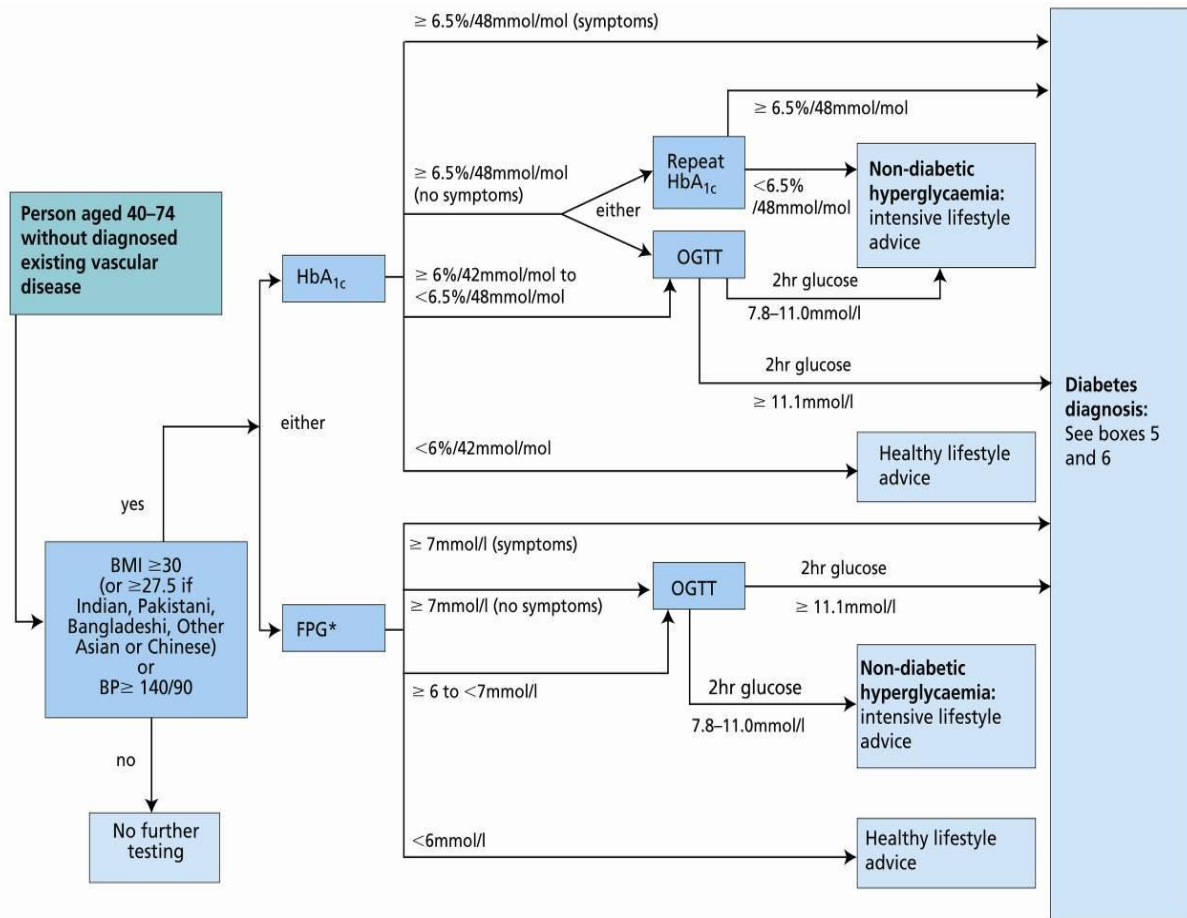 Person aged 40–74
without diagnosed
existing vascular
disease
BMI ≥30
(or ≥27.5 if
Indian, Pakistani,
Bangladeshi, Other
Asian or Chinese)
or
BP≥ 140/90
yes
no
No further
testing
either
HbA1c
≥ 6.5%/48mmol/mol (symptoms)
≥ 6.5%/48mmol/mol
(no symptoms)
either
Repeat
HbA1c
≥ 6.5%/48mmol/mol
<6.5%
/48mmol/mol
Non-diabetic
hyperglycaemia:
intensive lifestyle
advice
≥ 6%/42mmol/mol to
<6.5%/48mmol/mol
OGTT
2hr glucose
7.8–11.0mmol/l
2hr glucose
≥ 11.1mmol/l
<6%/42mmol/mol
Healthy lifestyle
advice
FPG*
≥ 7mmol/l (symptoms)
≥ 7mmol/l (no symptoms)
OGTT
2hr glucose
≥ 11.1mmol/l
≥ 6 to <7mmol/l
2hr glucose
7.8–11.0mmol/l
Non-diabetic
hyperglycaemia:
intensive lifestyle
advice
<6mmol/l
Healthy lifestyle
advice
Diabetes
diagnosis:
See boxes 5
and 6